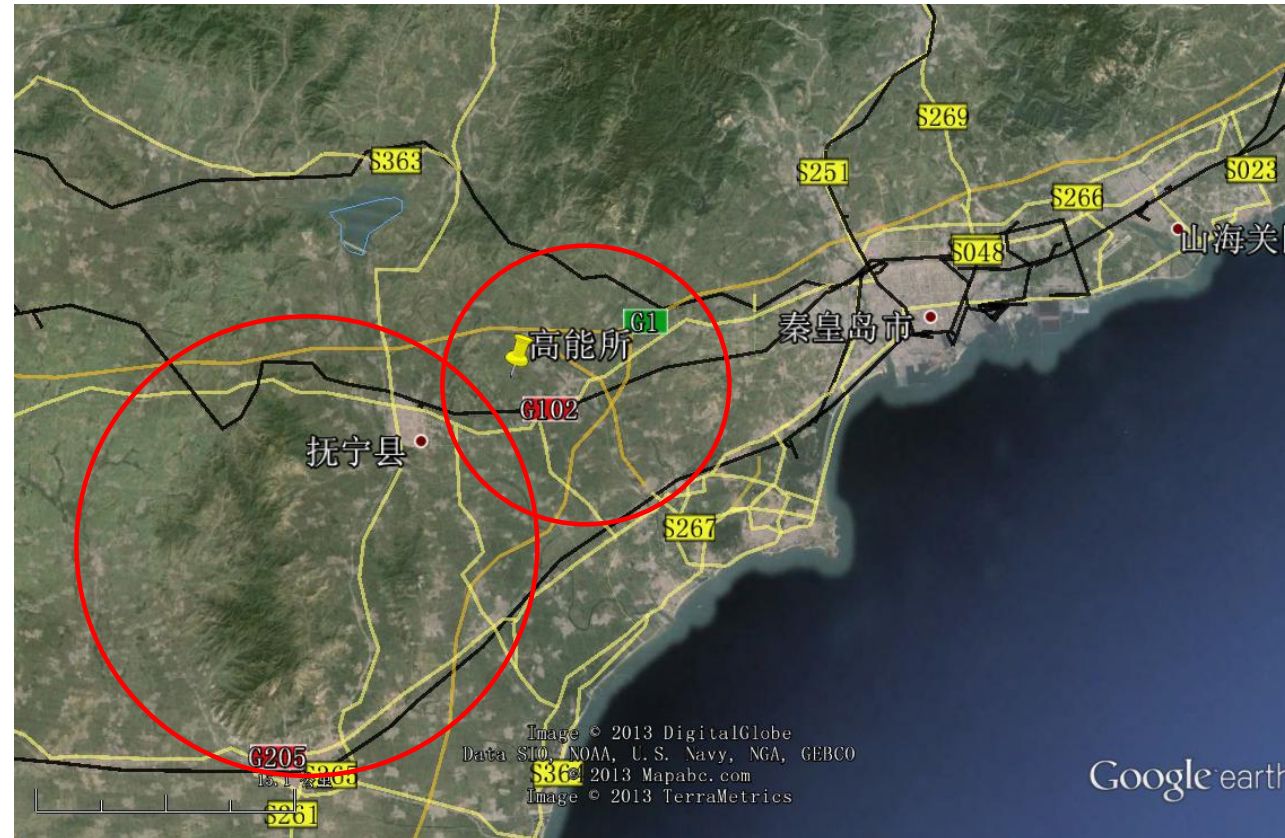 S269
S363
S251
S023
S266
山海关
S048
G1
秦皇岛市
高能所
G102
抚宁县
S267
Image © 2013 DigitalGlobe
G205
Data SIO, NOAA, U.S. Navy, NGA, GEBCO
© 2013 Mapabc.com
Image © 2013 TerraMetrics
Google earth
S261